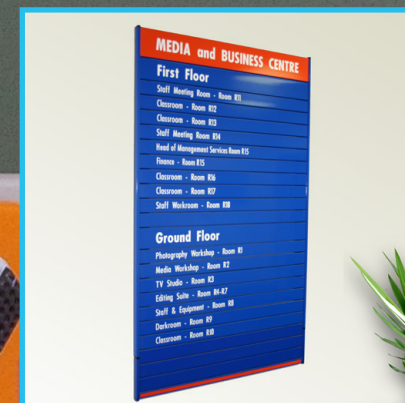 MEDIA and BUSINESS CENTRE
First Floor
Staff Meeting Room - Room R11
Classroom - Room R12
Classroom - Room R13
Staff Meeting Room - Room R14
Head of Management Services Room R15
Finance - Room R15
Classroom - Room R16
Classroom - Room R17
Staff Workroom - Room R18
Ground Floor
Photography Workshop - Room R1
Media Workshop - Room R2
TV Studio - Room R3
Editing Suite - Room R4-R7
Staff & Equipment - Room R8
Darkroom - Room R9
Classroom - Room R10